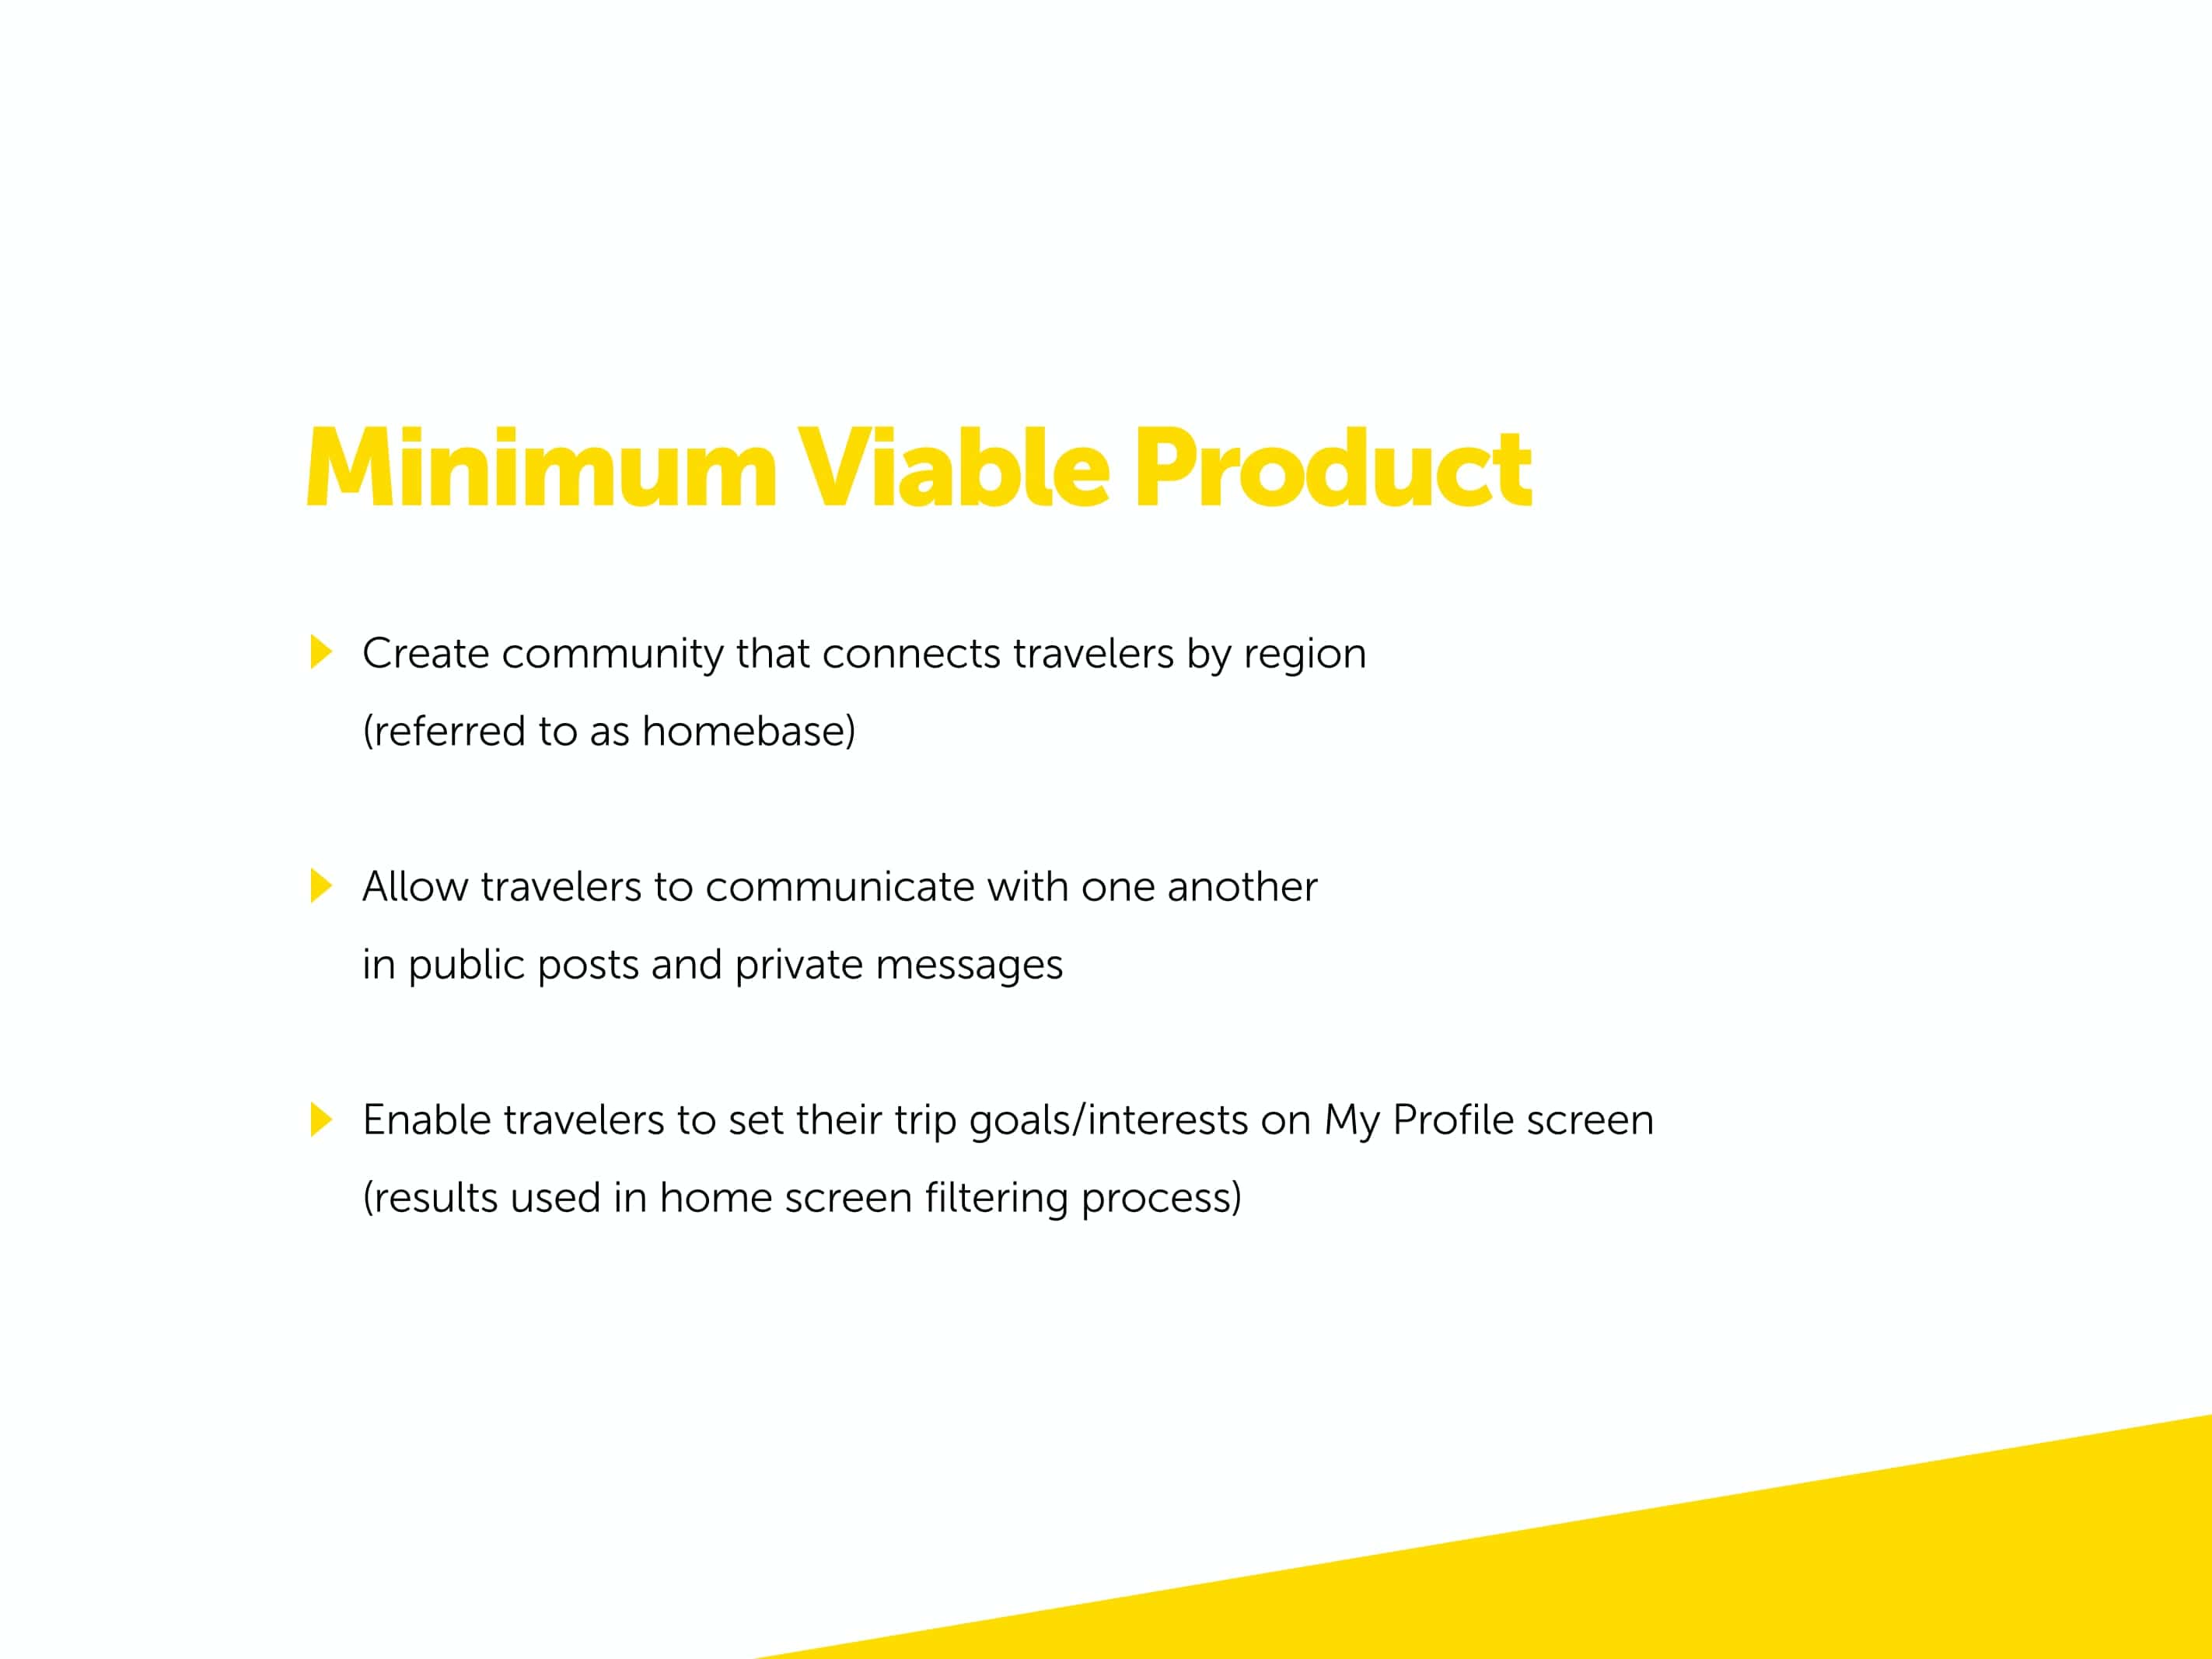 Minimum Viable Product
Create community that connects travelers by region
(referred to as homebase)
Allow travelers to communicate with one another
in public posts and private messages
Enable travelers to set their trip goals/interests on My Profile screen
(results used in home screen filtering process)